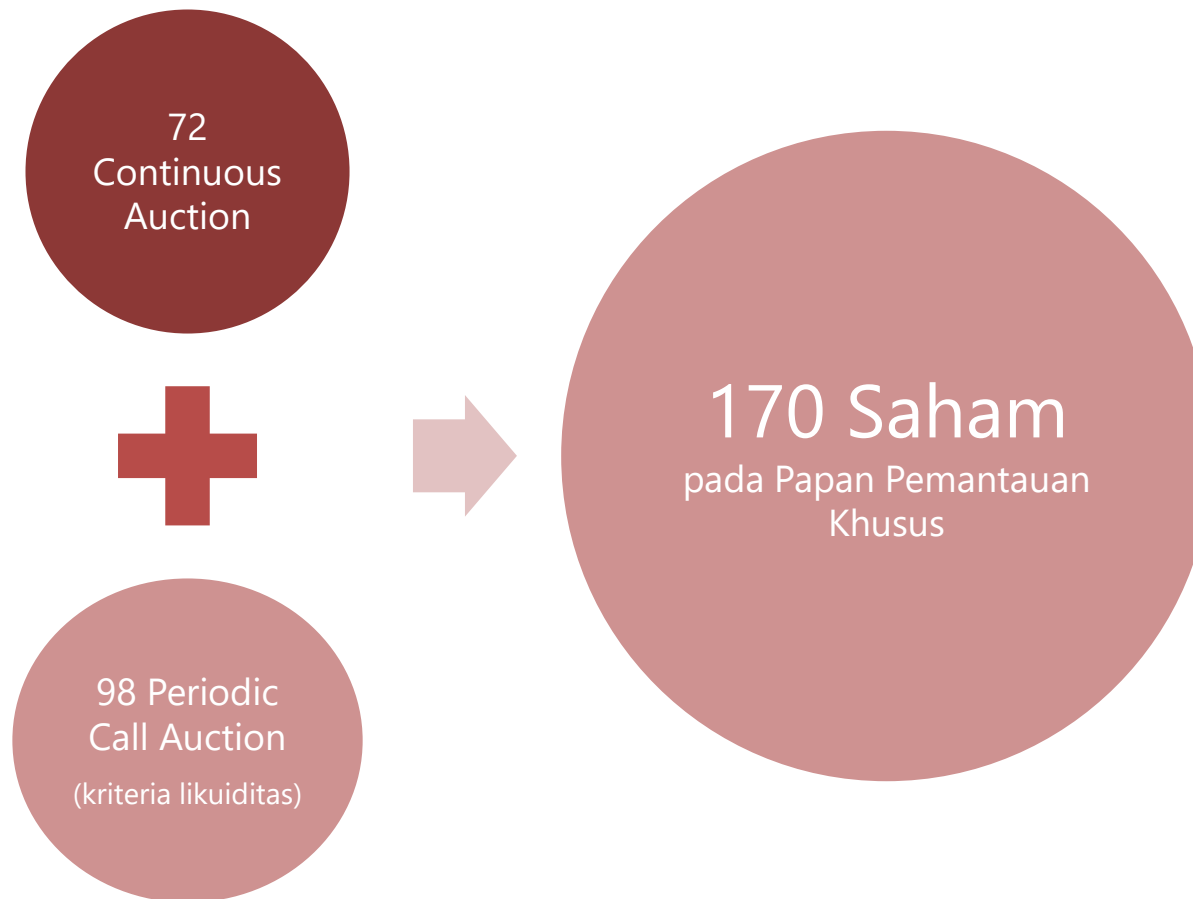 72
Continuous
Auction
98 Periodic
Call Auction
(kriteria likuiditas)
170 Saham
pada Papan Pemantauan
Khusus